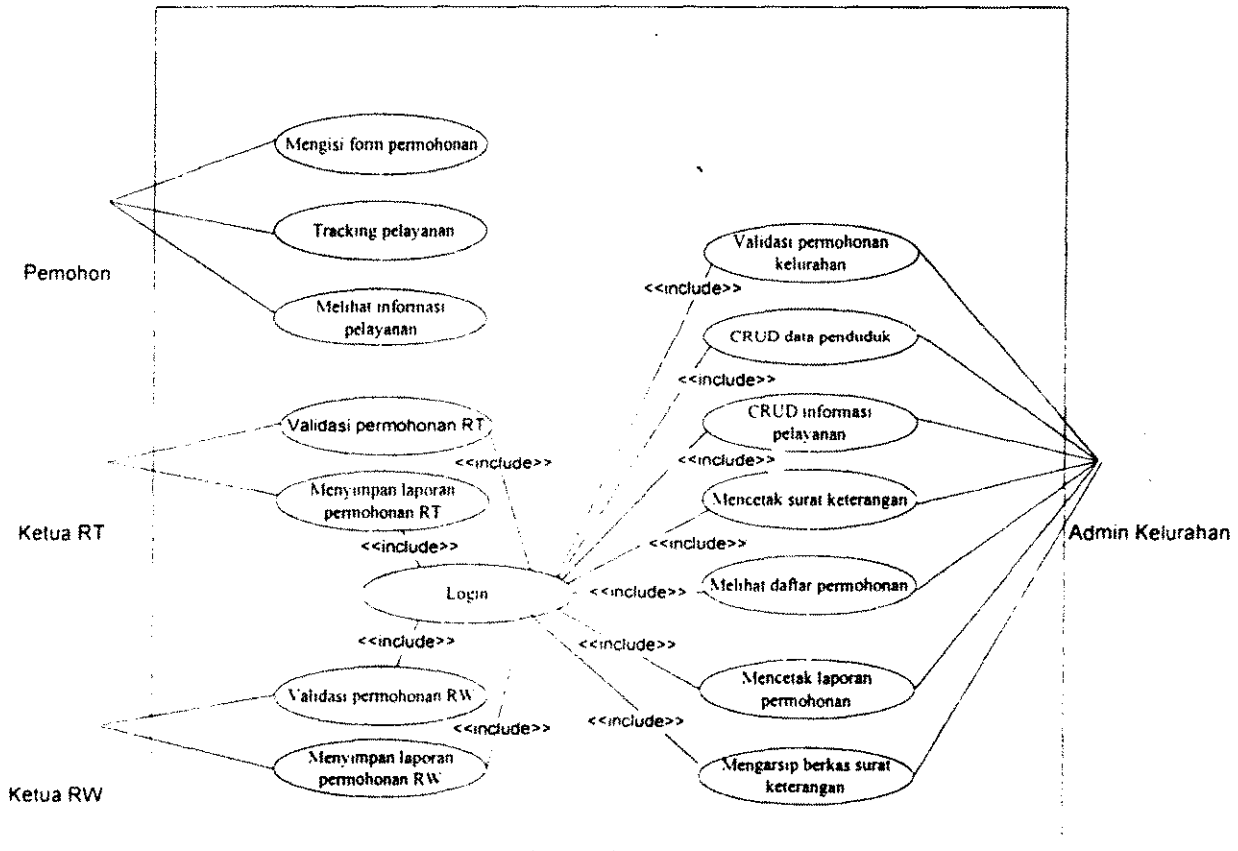 Mengisi form permohonan
Tracking pelayanan
Melihat informasi
pelayanan
Pemohon
Validasi permohonan RT
Menyimpan laporan
permohonan RT
Ketua RT
<<include>>
<<include>>
Login
<<include>>
Validasi permohonan RW
<<include>>
Menyimpan laporan
permohonan RW
Ketua RW
Validasi permohonan
kelurahan
<<include>>
CRUD data penduduk
<<include>>
CRUD informasi
pelayanan
<<include>>
Mencetak surat keterangan
<<include>>
Melihat daftar permohonan
<<include>>
<<include>>
Mencetak laporan
permohonan
<<include>>
Mengarsip berkas surat
keterangan
Admin Kelurahan